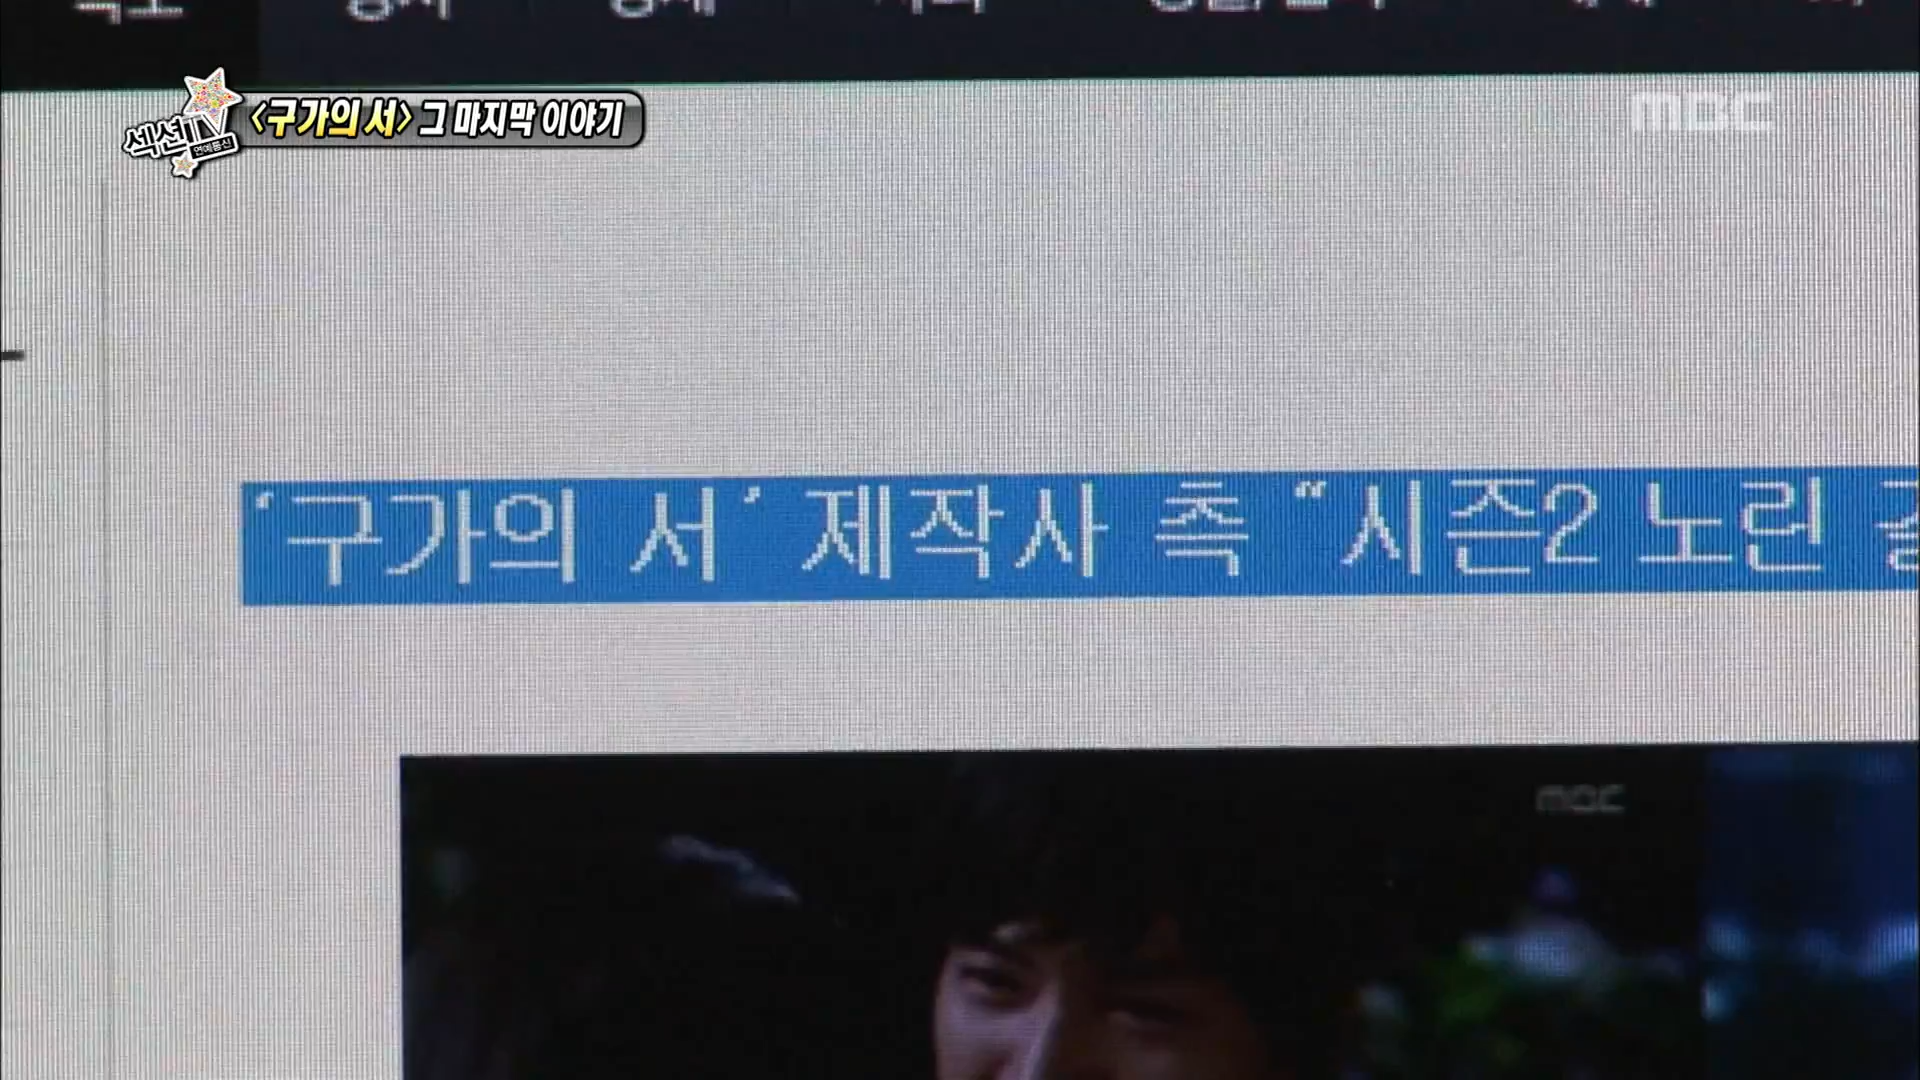 섹션TV
연예통신
<구가의 서> 그 마지막 이야기
MBC
‘구가의 서’ 제작사 측 “시즌2 노린
MBC